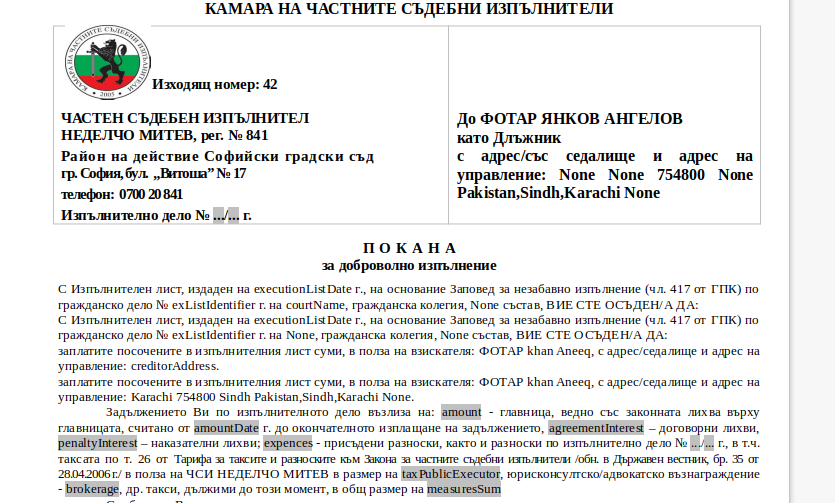 КАМАРА НА ЧАСТНИТЕ СЪДЕБНИ ИЗПЪЛНИТЕЛИ
КАМАРА НА ЧАСТНИТЕ СЪДЕБНИ ИЗПЪЛНИТЕЛИ
• 2005 •
Изходящ номер: 42
ЧАСТЕН СЪДЕБЕН ИЗПЪЛНИТЕЛ
НЕДЕЛЧО МИТЕВ, рег. № 841
Район на действие Софийски градски съд
гр. София, бул. „Витоша” № 17
телефон: 0700 20 841
Изпълнително дело № .../... г.
До ФОТАР ЯНКОВ АНГЕЛОВ
като Длъжник
с адрес/със седалище и адрес на
управление: None None 754800 None
Pakistan,Sindh,Karachi None
П О К А Н А
за доброволно изпълнение
С Изпълнителен лист, издаден на executionListDate г., на основание Заповед за незабавно изпълнение (чл. 417 от ГПК) по
гражданско дело № exListIdentifier г. на courtName, гражданска колегия, None състав, ВИЕ СТЕ ОСЪДЕН/А ДА:
С Изпълнителен лист, издаден на executionListDate г., на основание Заповед за незабавно изпълнение (чл. 417 от ГПК) по
гражданско дело № exListIdentifier г. на None, гражданска колегия, None състав, ВИЕ СТЕ ОСЪДЕН/А ДА:
заплатите посочените в изпълнителния лист суми, в полза на взискателя: ФОТАР khan Aneeq, с адрес/седалище и адрес на
управление: creditorAddress.
заплатите посочените в изпълнителния лист суми, в полза на взискателя: ФОТАР khan Aneeq, с адрес/седалище и адрес на
управление: Karachi 754800 Sindh Pakistan,Sindh,Karachi None.
Задължението Ви по изпълнителното дело възлиза на: amount - главница, ведно със законната лихва върху
главницата, считано от amountDate г. до окончателното изплащане на задължението, agreementInterest – договорни лихви,
penaltyInterest – наказателни лихви; expences - присъдени разноски, както и разноски по изпълнително дело № .../... г., в т.ч.
таксата по т. 26 от Тарифа за таксите и разноските към Закона за частните съдебни изпълнители /обн. в Държавен вестник, бр. 35 от
28.04.2006 г./ в полза на ЧСИ НЕДЕЛЧО МИТЕВ в размер на taxPublicExecutor, юрисконсултско/адвокатско възнаграждение
- brokerage, др. такси, дължими до този момент, в общ размер на measuresSum